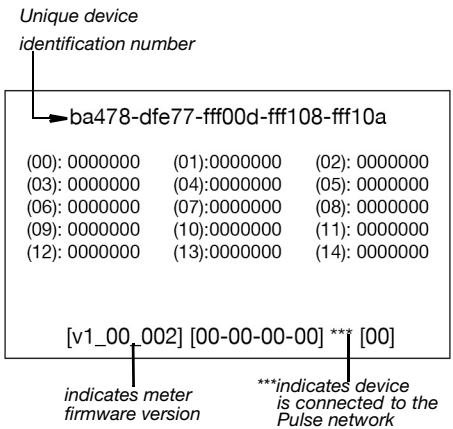 Unique device
identification number
ba478-dfe77-fff00d-fff108-fff10a
(00): 0000000 (01):0000000 (02): 0000000
(03): 0000000 (04):0000000 (05): 0000000
(06): 0000000 (07):0000000 (08): 0000000
(09): 0000000 (10):0000000 (11): 0000000
(12): 0000000 (13):0000000 (14): 0000000
[v1_00_002] [00-00-00-00] *** [00]
indicates meter
firmware version
***indicates device
is connected to the
Pulse network